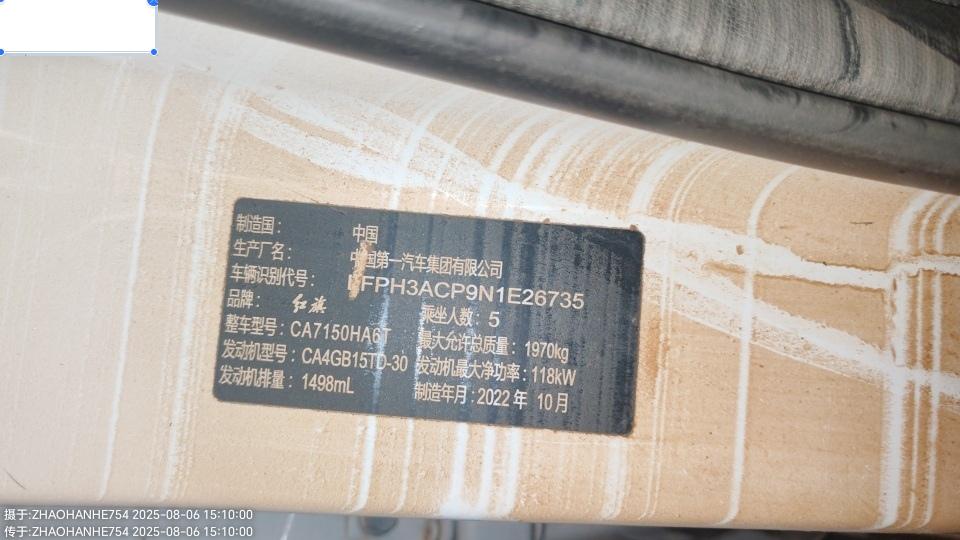 制造国： 中国
生产厂名： 中国第一汽车集团有限公司
车辆识别代号： LFPH3ACP9N1E26735
品牌： 红旗 乘坐人数： 5
整车型号： CA7150HA6T 最大允许总质量： 1970kg
发动机型号： CA4GB15TD-30 发动机最大净功率： 118kW
发动机排量： 1498mL 制造年月： 2022年 10月
摄于:ZHAOHANHE754 2025-08-06 15:10:00
传于:ZHAOHANHE754 2025-08-06 15:10:00